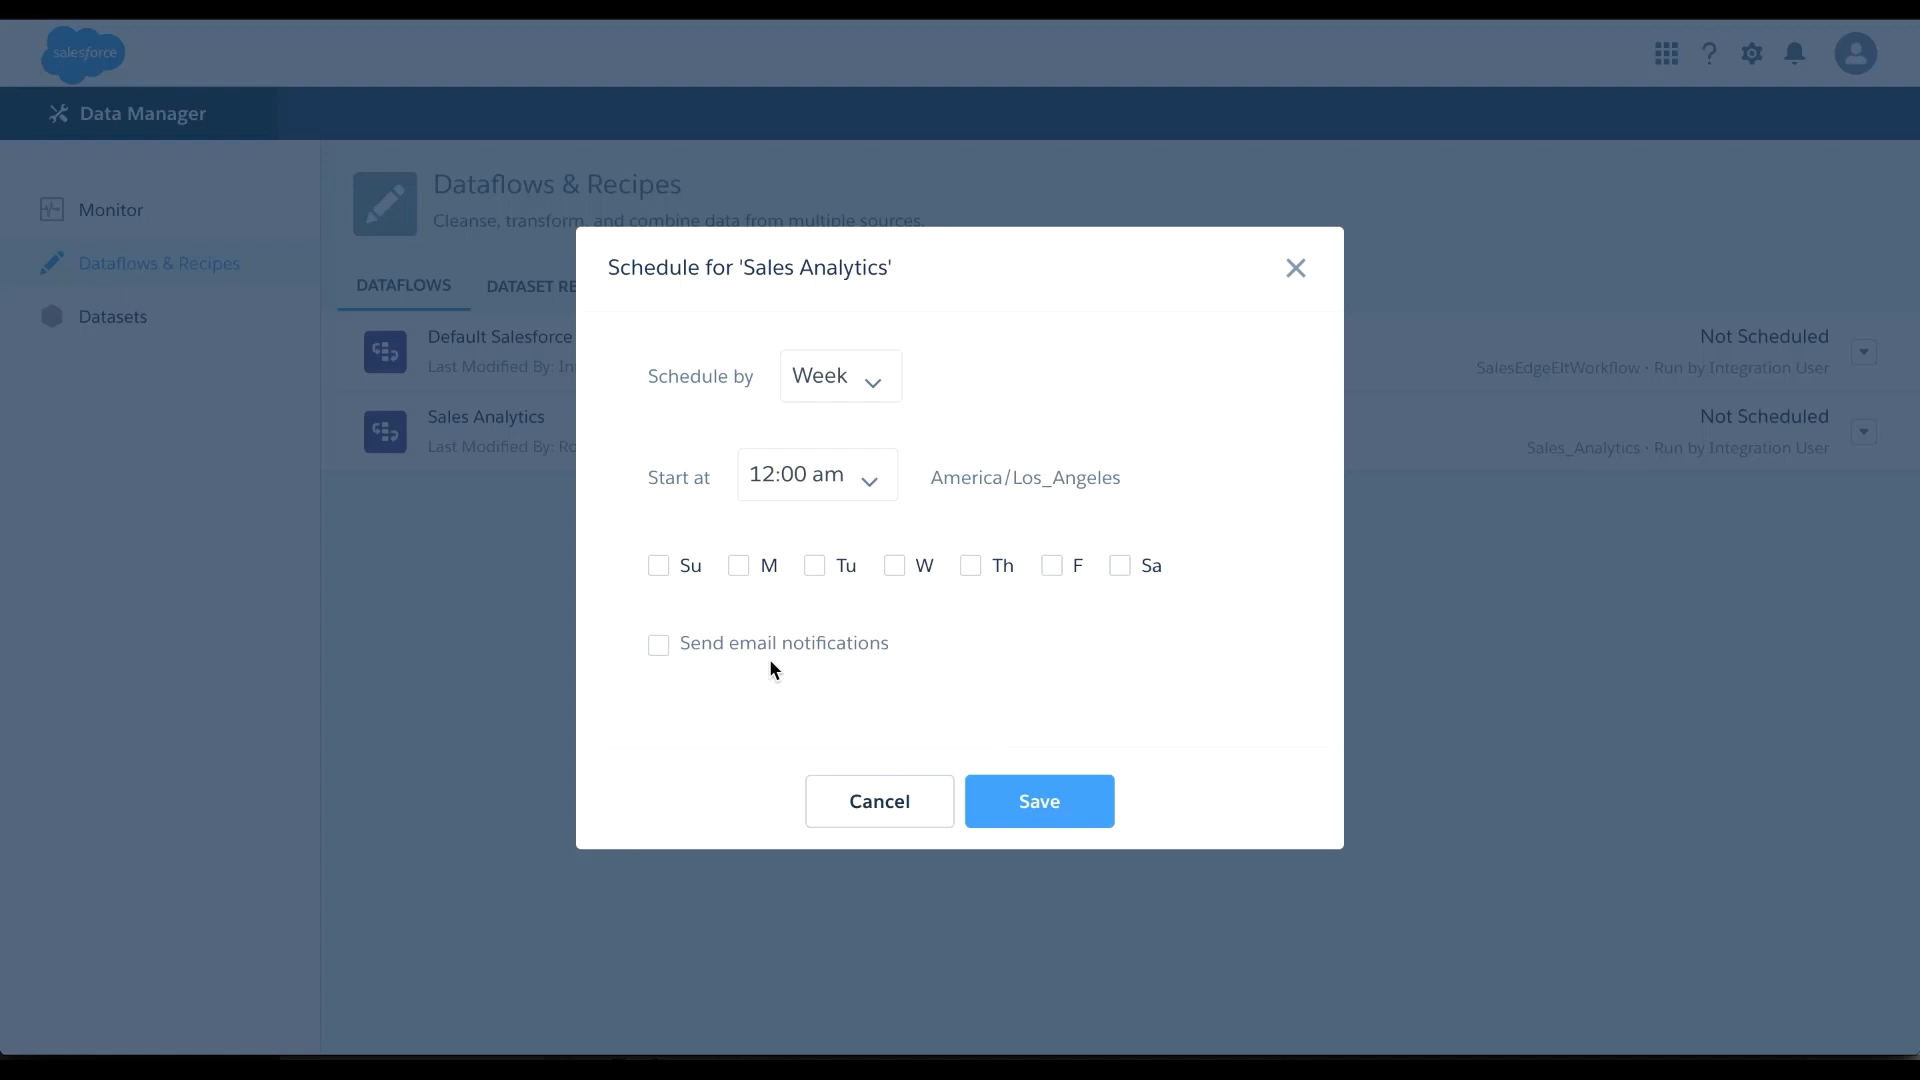 salesforce
Data Manager
Monitor
Dataflows & Recipes
Datasets
Dataflows & Recipes
Cleanse, transform, and combine data from multiple sources.
DATAFLOWS DATASET RE
Default Salesforce
Last Modified By: In
Not Scheduled
SalesEdgeEltWorkflow • Run by Integration User
Sales Analytics
Last Modified By: Ro
Not Scheduled
Sales_Analytics • Run by Integration User
Schedule for 'Sales Analytics'
Schedule by Week
Start at 12:00 am America/Los_Angeles
Su M Tu W Th F Sa
Send email notifications
Cancel Save